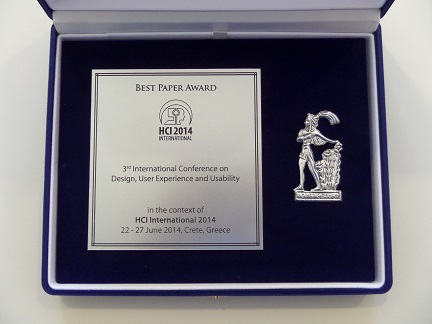 BEST PAPER AWARD
HCI 2014
INTERNATIONAL
3rd International Conference on
Design, User Experience and Usability
in the context of
HCI International 2014
22 - 27 June 2014, Crete, Greece